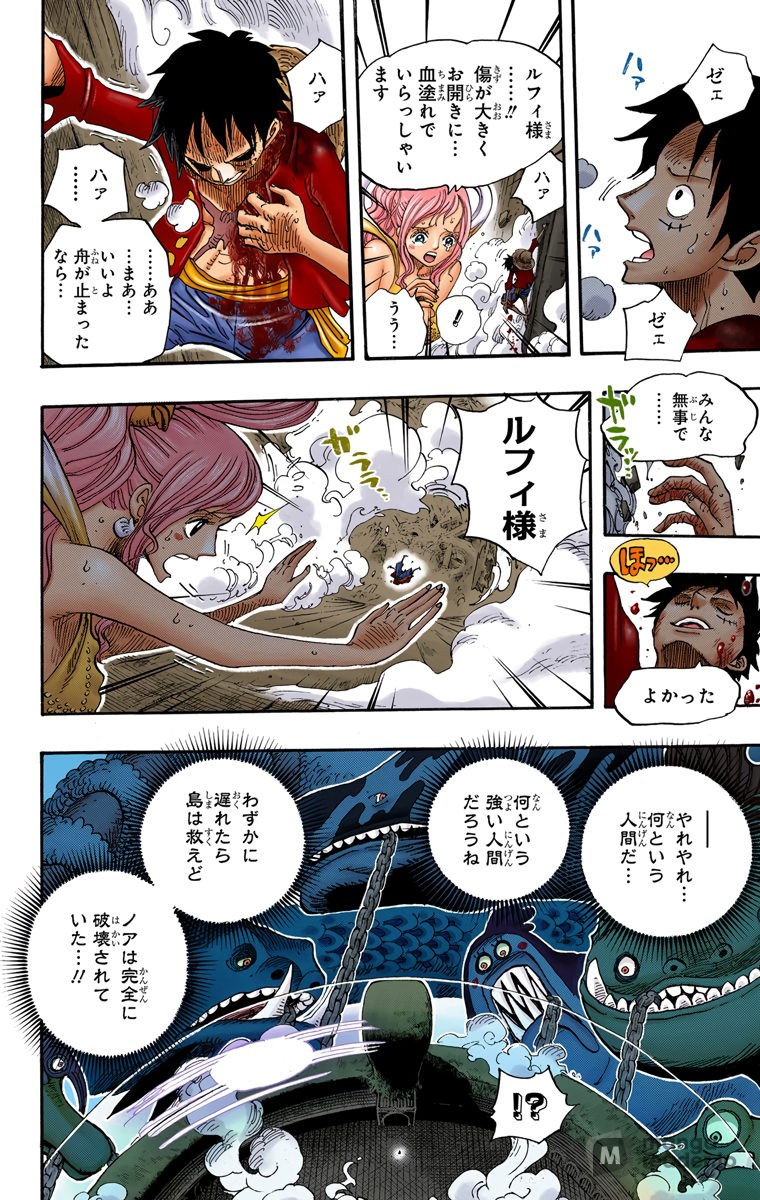 ゼェ
ハァ
ハァ
ゼェ
ルフィ様
……!!
傷が大きく
お開きに…
血塗れで
いらっしゃい
ます
!
うう…
ハァ
ハァ
……
……ああ
…まあ…
いいよ
舟が止まった
なら…
みんな
無事で
……
ガラッ…
ほっ…
よかった
ルフィ様
ガララ…
やれやれ…
何という
人間だ…
何という
強い人間
だろうね
わずかに
遅れたら
島は救えど
ノアは完全に
破壊されて
いた…!!
!?